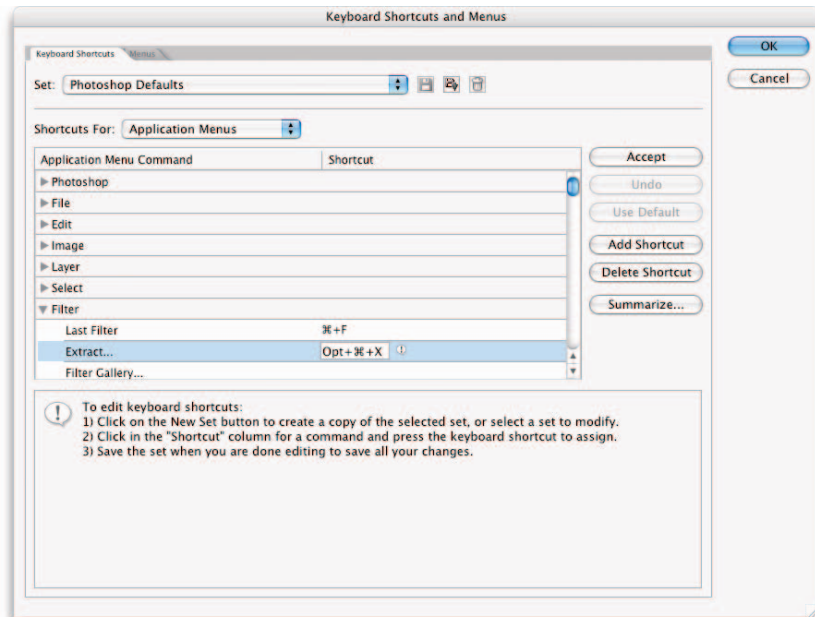 Keyboard Shortcuts and Menus
Keyboard Shortcuts Menus
OK
Cancel
Set: Photoshop Defaults
Shortcuts For: Application Menus
Application Menu Command Shortcut
Photoshop
File
Edit
Image
Layer
Select
Filter
Last Filter ⌘+F
Extract... Opt+⌘+X
Filter Gallery...
Accept
Undo
Use Default
Add Shortcut
Delete Shortcut
Summarize...
To edit keyboard shortcuts:
1) Click on the New Set button to create a copy of the selected set, or select a set to modify.
2) Click in the "Shortcut" column for a command and press the keyboard shortcut to assign.
3) Save the set when you are done editing to save all your changes.